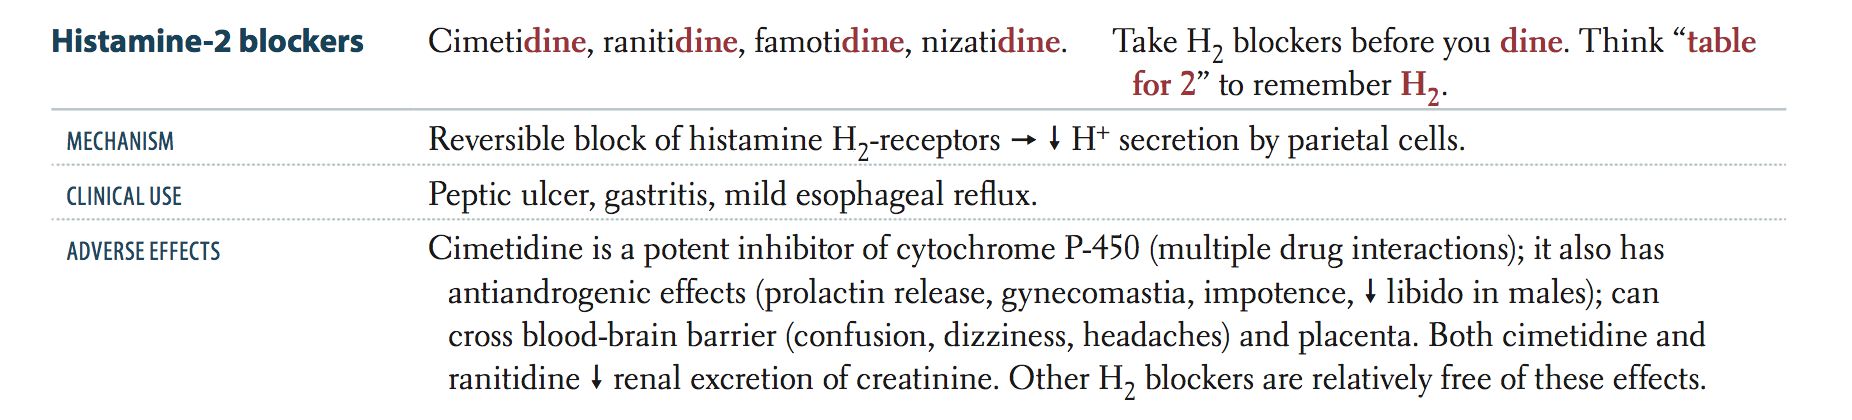 Histamine-2 blockers
Cimetidine, ranitidine, famotidine, nizatidine.
Take H₂ blockers before you dine. Think “table
for 2” to remember H₂.
MECHANISM
Reversible block of histamine H₂-receptors → ↓ H⁺ secretion by parietal cells.
CLINICAL USE
Peptic ulcer, gastritis, mild esophageal reflux.
ADVERSE EFFECTS
Cimetidine is a potent inhibitor of cytochrome P-450 (multiple drug interactions); it also has
antiandrogenic effects (prolactin release, gynecomastia, impotence, ↓ libido in males); can
cross blood-brain barrier (confusion, dizziness, headaches) and placenta. Both cimetidine and
ranitidine ↓ renal excretion of creatinine. Other H₂ blockers are relatively free of these effects.